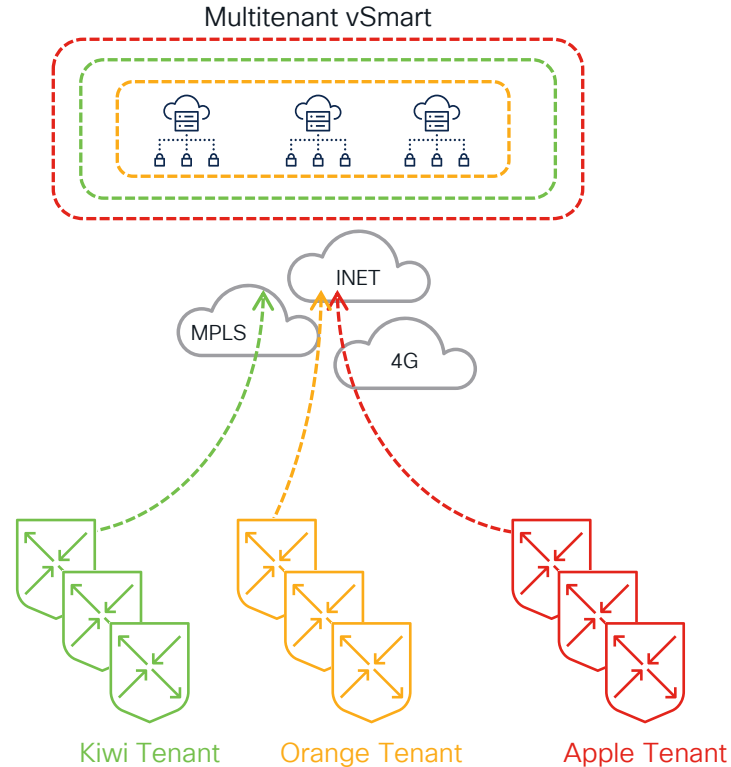 Multitenant vSmart
INET
MPLS
4G
Kiwi Tenant
Orange Tenant
Apple Tenant